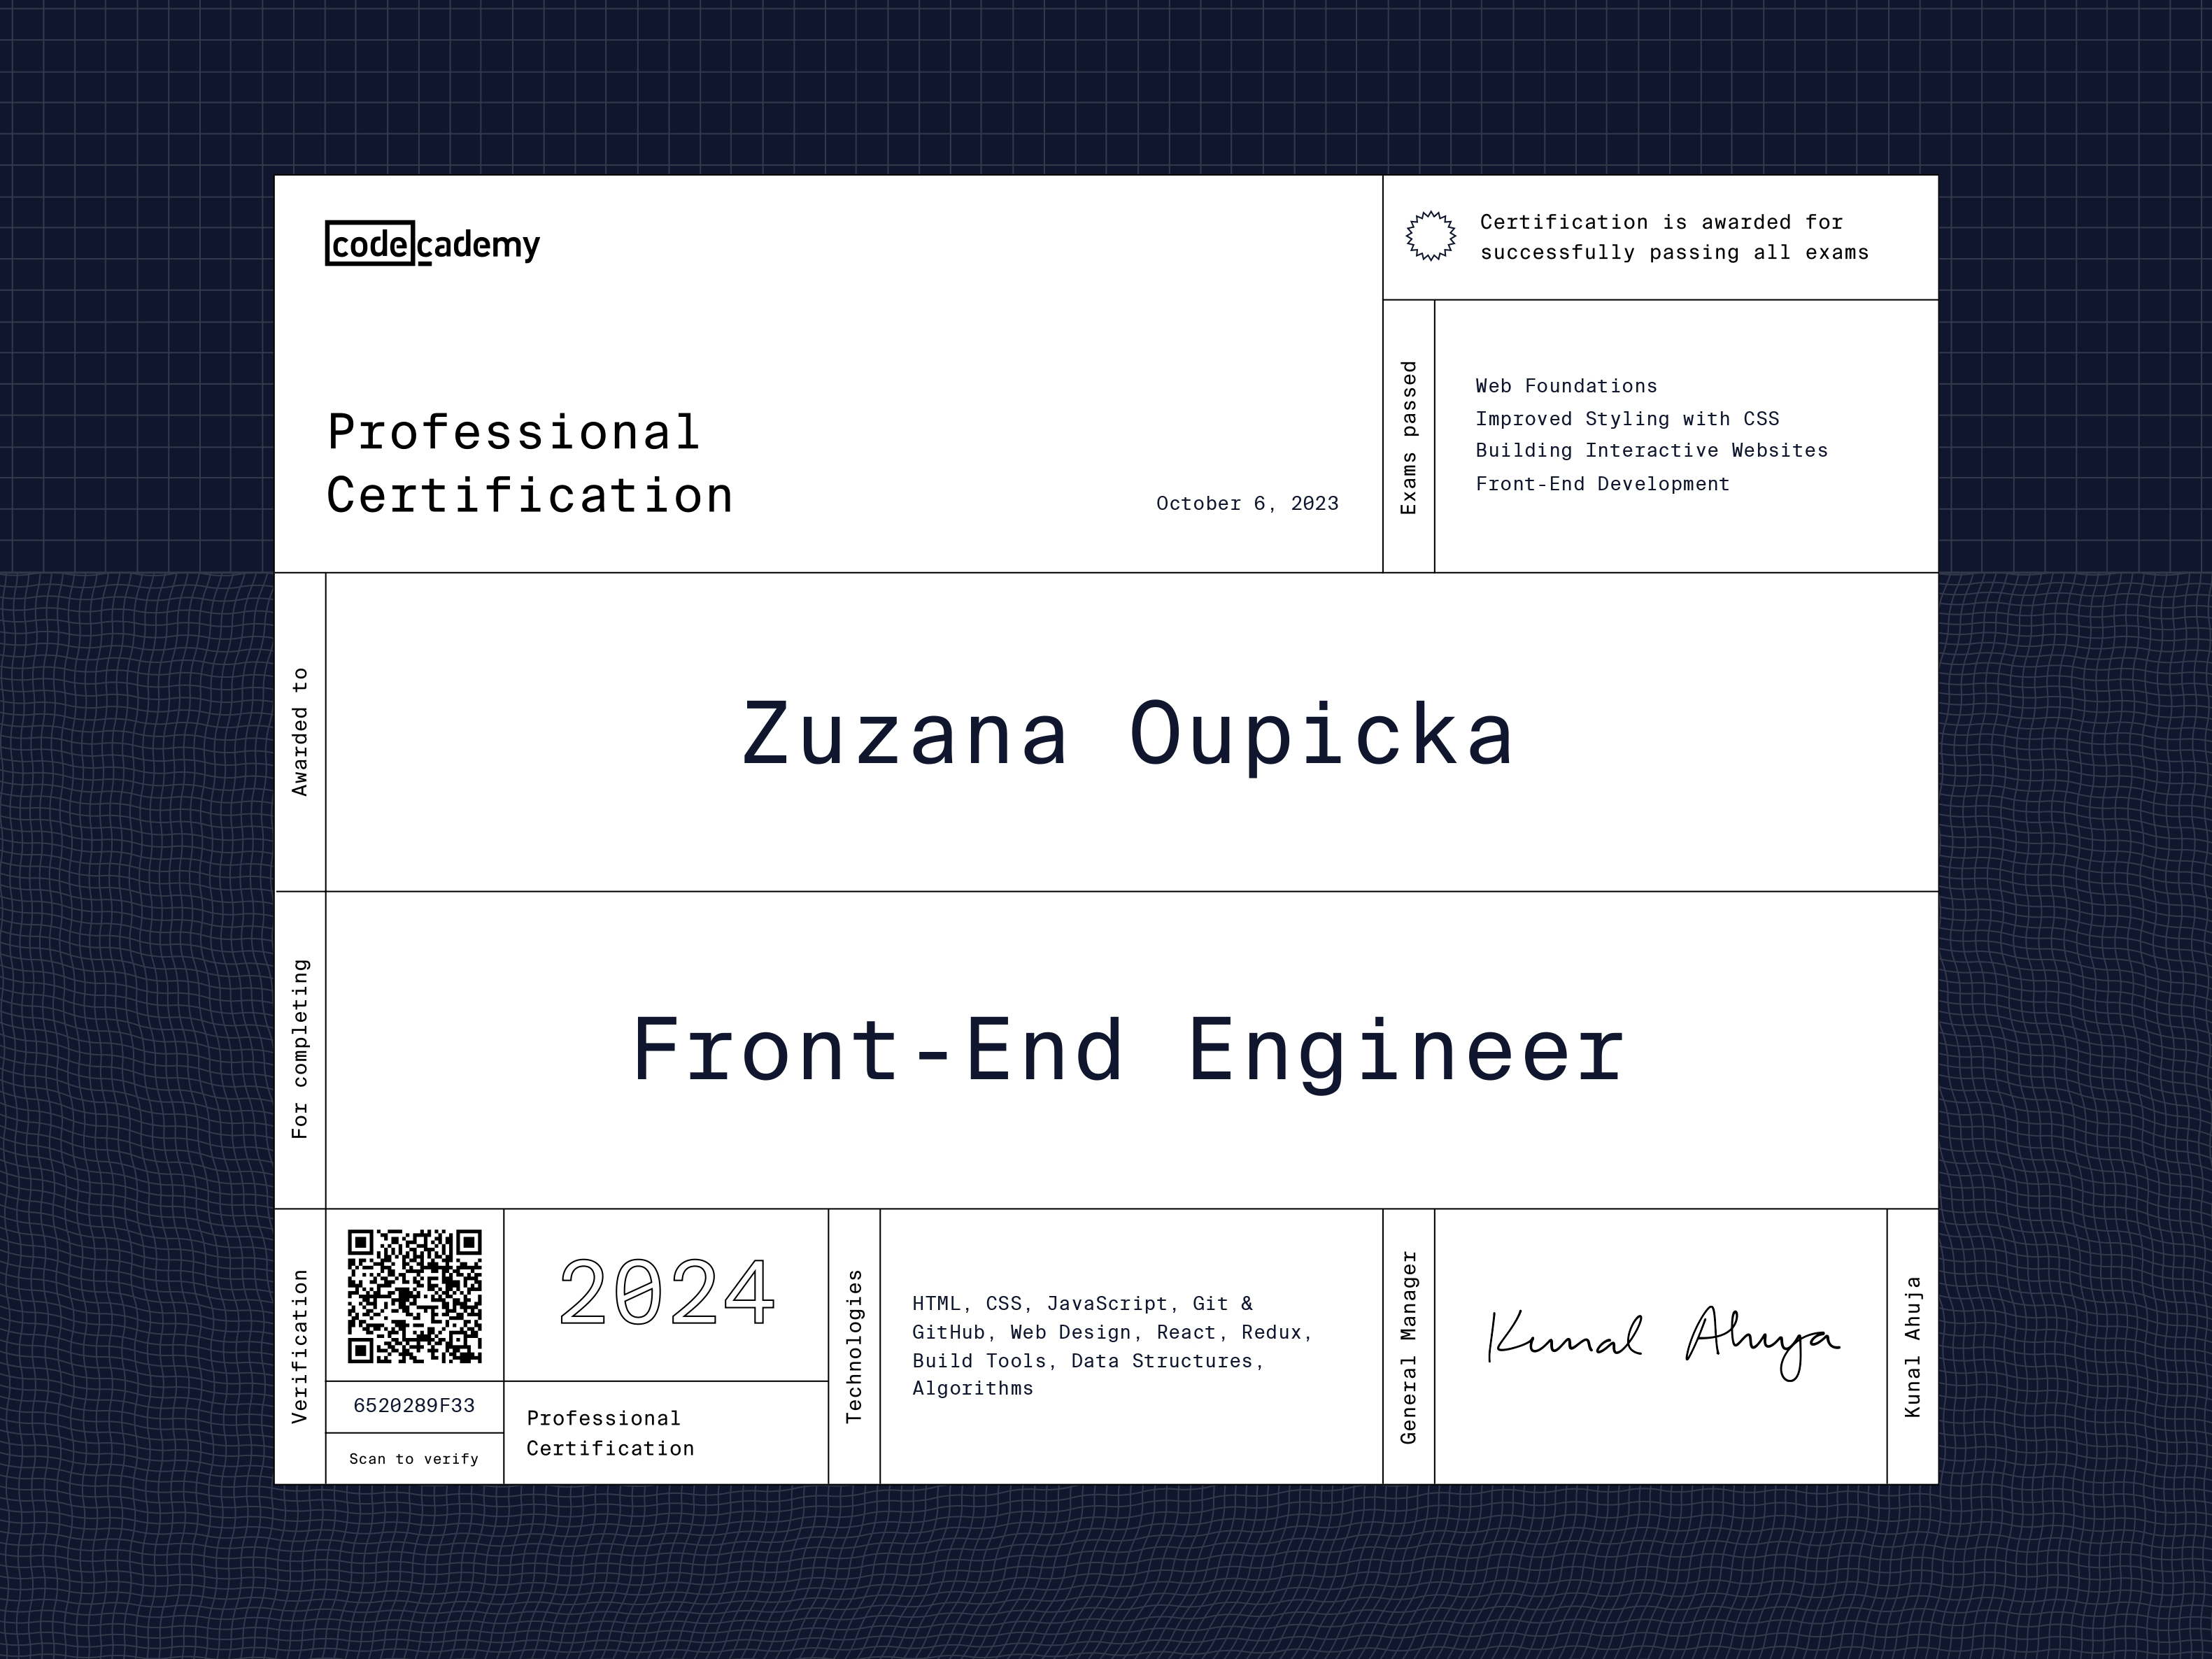 codecademy
Certification is awarded for
successfully passing all exams
Professional
Certification
October 6, 2023
Exams passed
Web Foundations
Improved Styling with CSS
Building Interactive Websites
Front-End Development
Awarded to
Zuzana Oupicka
For completing
Front-End Engineer
Verification
6520289F33
Scan to verify
2024
Professional
Certification
Technologies
HTML, CSS, JavaScript, Git &
GitHub, Web Design, React, Redux,
Build Tools, Data Structures,
Algorithms
General Manager
Kunal Ahuja
Kunal Ahuja